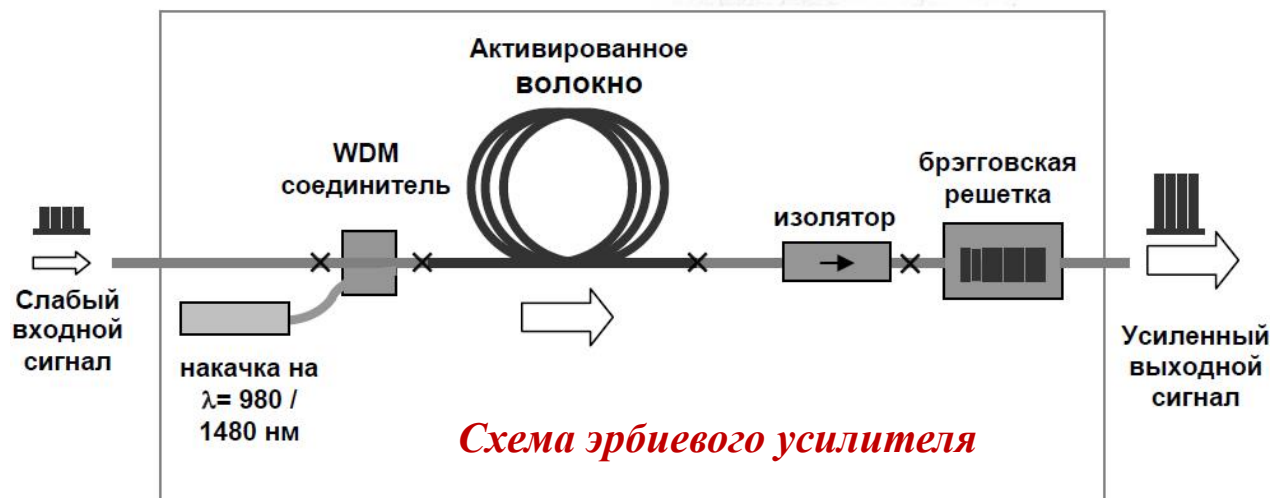 Активированное
волокно
WDM
соединитель
брэгговская
решетка
изолятор
Слабый
входной
сигнал
накачка на
λ= 980 /
1480 нм
Усиленный
выходной
сигнал
Схема эрбиевого усилителя